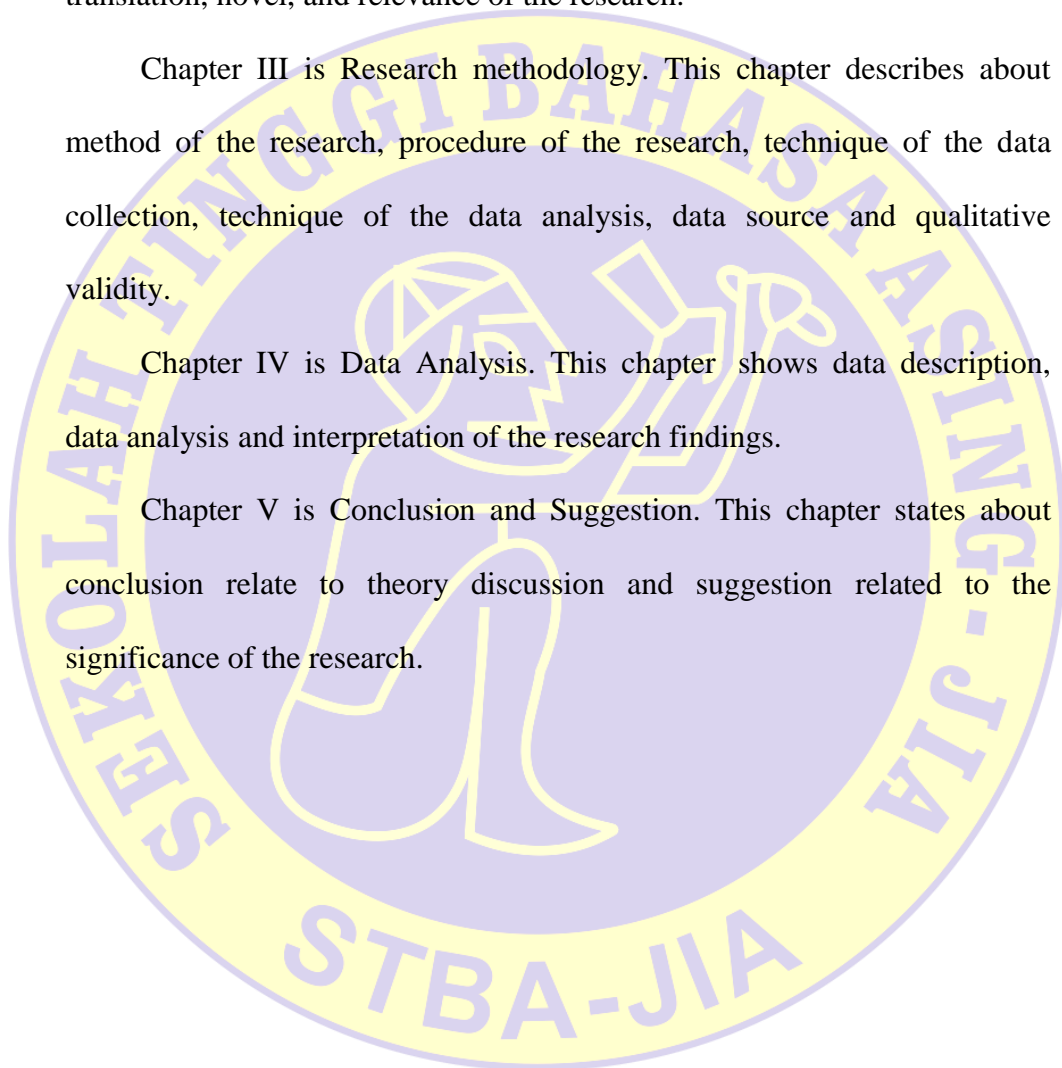 translation, novel, and relevance of the research.
Chapter III is Research methodology. This chapter describes about
method of the research, procedure of the research, technique of the data
collection, technique of the data analysis, data source and qualitative
validity.
Chapter IV is Data Analysis. This chapter shows data description,
data analysis and interpretation of the research findings.
Chapter V is Conclusion and Suggestion. This chapter states about
conclusion relate to theory discussion and suggestion related to the
significance of the research.
SEKOLAH TINGGI BAHASA ASING - JIA
STBA-JIA